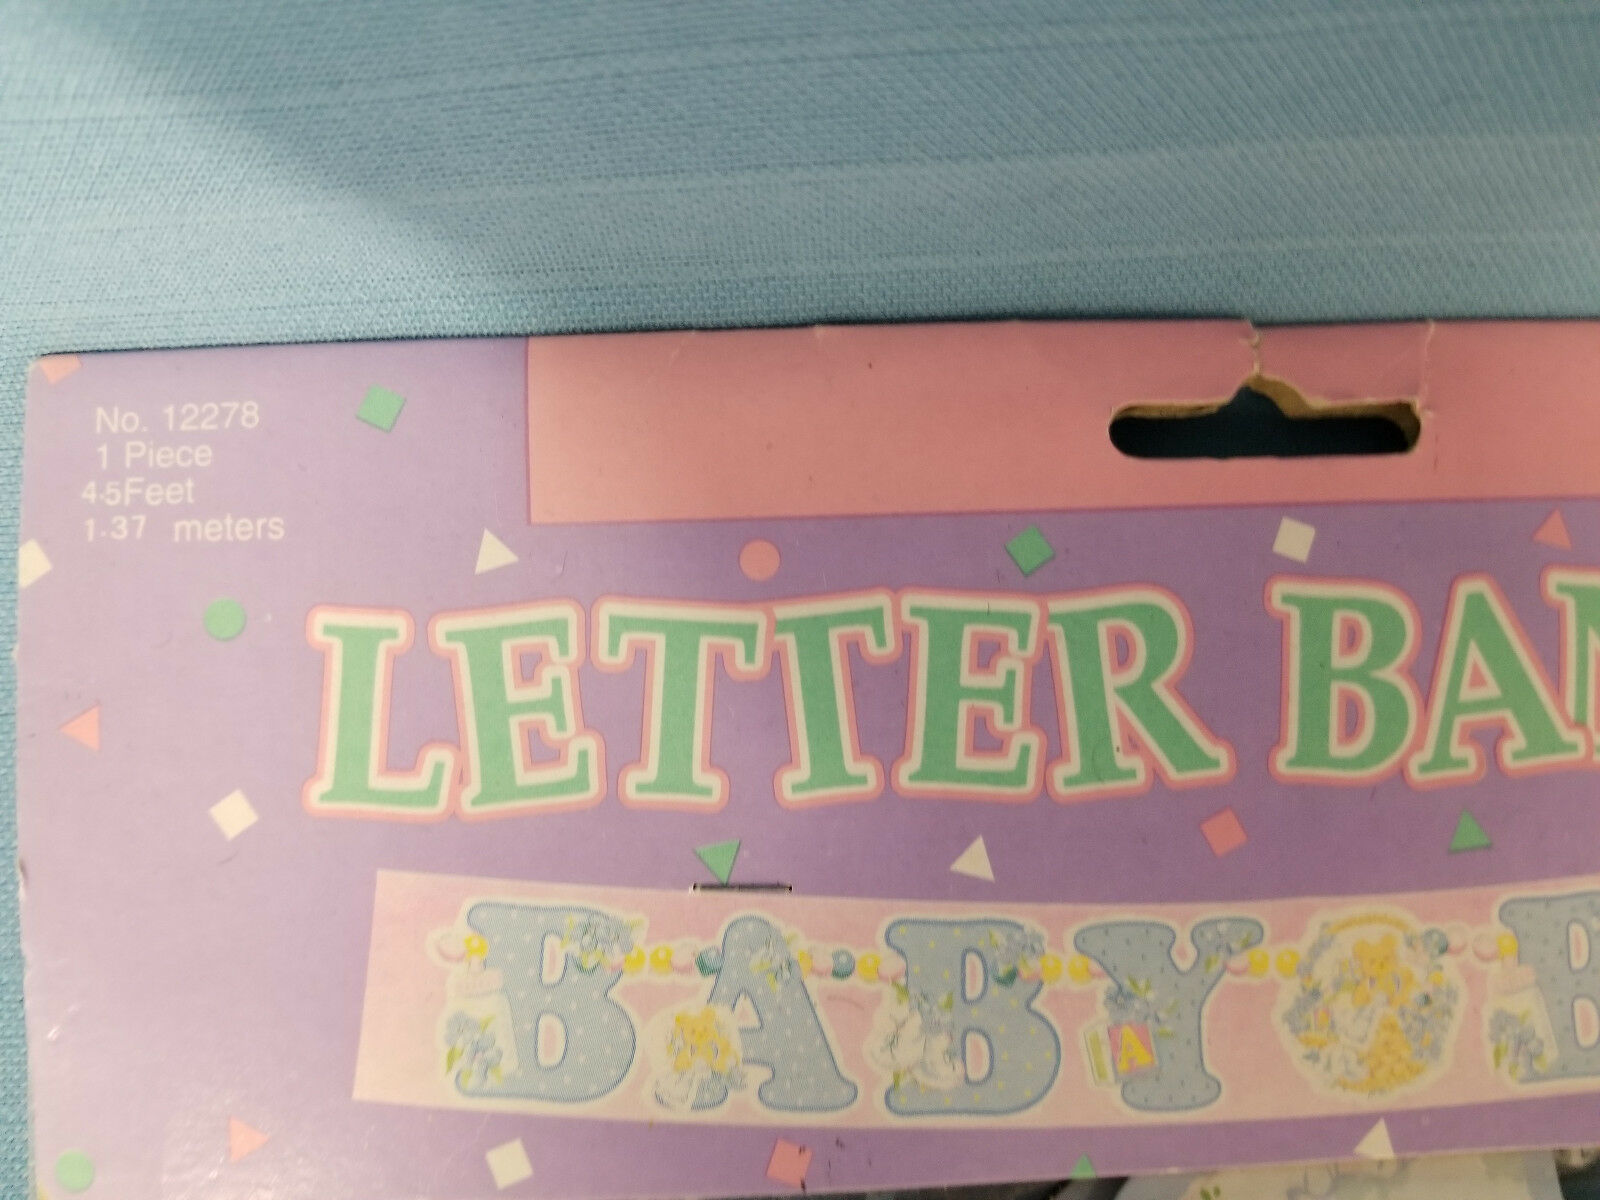 No. 12278
1 Piece
4.5Feet
1.37 meters
LETTER BAN
BABY B
A